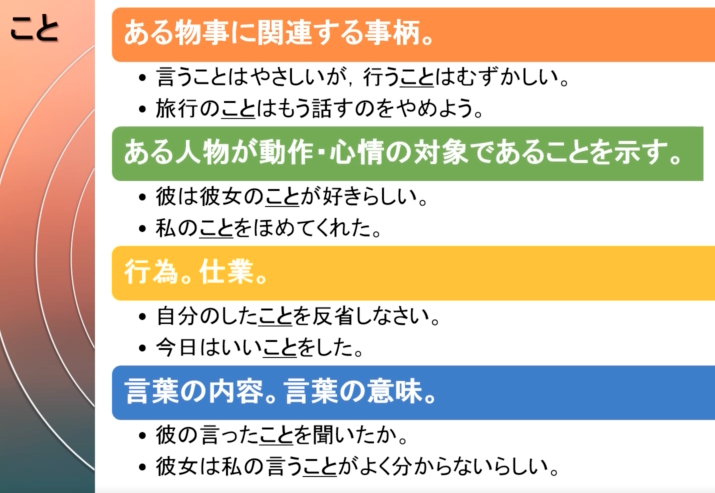 こと
ある物事に関連する事柄。
• 言うことはやさしいが, 行うことはむずかしい。
• 旅行のことはもう話すのをやめよう。
ある人物が動作・心情の対象であることを示す。
• 彼は彼女のことが好きらしい。
• 私のことをほめてくれた。
行為。仕業。
• 自分のしたことを反省しなさい。
• 今日はいいことをした。
言葉の内容。言葉の意味。
• 彼の言ったことを聞いたか。
• 彼女は私の言うことがよく分からないらしい。